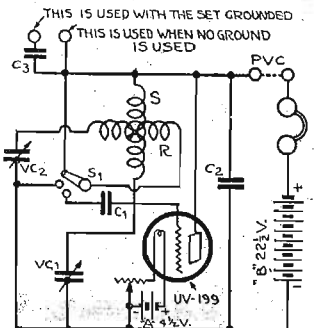 THIS IS USED WITH THE SET GROUNDED
THIS IS USED WHEN NO GROUND
IS USED
C3
PVC
S
R
VC2
S1
C2
C1
VC1
UV-199
"B" 22½ V.
"A" 4½ V.
+
-
- +